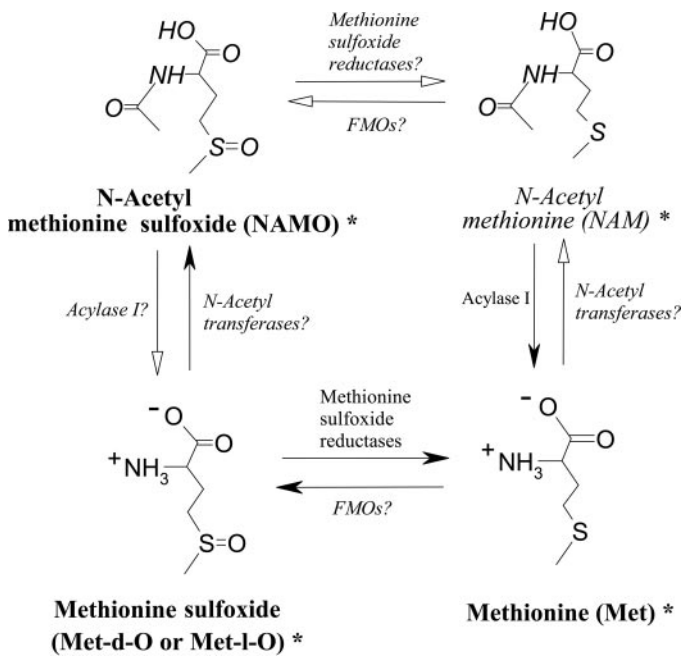 HO
O
NH
O
S=O
Methionine
sulfoxide
reductases?
FMOs?
HO
O
NH
O
S
N-Acetyl
methionine sulfoxide (NAMO) *
N-Acetyl
methionine (NAM) *
Acylase I?
N-Acetyl
transferases?
Acylase I
N-Acetyl
transferases?
- O
O
+ NH3
S=O
Methionine
sulfoxide
reductases
FMOs?
- O
O
+ NH3
S
Methionine sulfoxide
(Met-d-O or Met-l-O) *
Methionine (Met) *